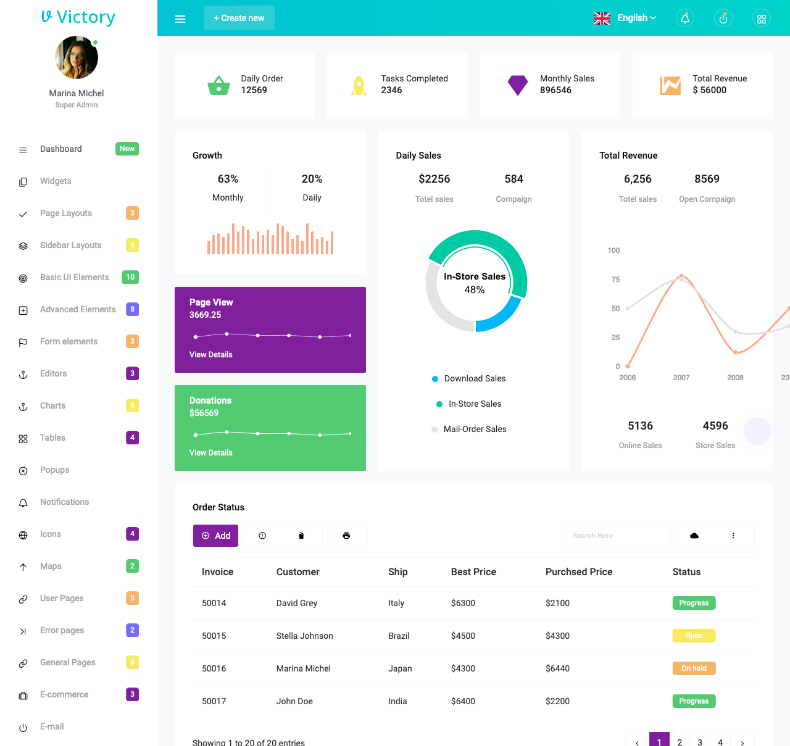 Victory
Marina Michel
Super Admin
Dashboard New
Widgets
Page Layouts 3
Sidebar Layouts 5
Basic UI Elements 10
Advanced Elements 8
Form elements 3
Editors 3
Charts 8
Tables 4
Popups
Notifications
Icons 4
Maps 2
User Pages 5
Error pages 2
General Pages 8
E-commerce 3
E-mail
+ Create new
English
Daily Order
12569
Tasks Completed
2346
Monthly Sales
896546
Total Revenue
$ 56000
Growth
63% 20%
Monthly Daily
Page View
3669.25
View Details
Donations
$56569
View Details
Daily Sales
$2256 584
Totel sales Compaign
In-Store Sales
48%
Download Sales
In-Store Sales
Mail-Order Sales
Total Revenue
6,256 8569
Totel sales Open Compaign
100
75
50
25
0
2006 2007 2008 20
5136 4596
Online Sales Store Sales
Order Status
Add
Search Here
Invoice Customer Ship Best Price Purchsed Price Status
50014 David Grey Italy $6300 $2100 Progress
50015 Stella Johnson Brazil $4500 $4300 Open
50016 Marina Michel Japan $4300 $6440 On hold
50017 John Doe India $6400 $2200 Progress
Showing 1 to 20 of 20 entries
‹ 1 2 3 4 ›